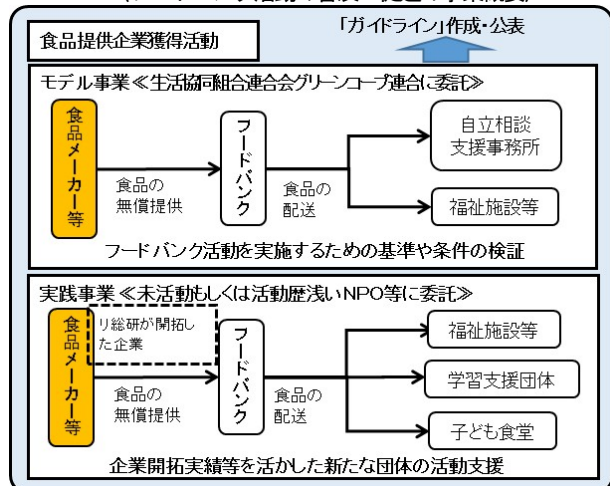 食品提供企業獲得活動
「ガイドライン」作成・公表
モデル事業≪生活協同組合連合会グリーンコープ連合に委託≫
食品メーカー等
食品の
無償提供
フードバンク
食品の
配送
自立相談
支援事務所
福祉施設等
フードバンク活動を実施するための基準や条件の検証
実践事業≪未活動もしくは活動歴浅いNPO等に委託≫
食品メーカー等
リ総研が開拓し
た企業
食品の
無償提供
フードバンク
食品の
配送
福祉施設等
学習支援団体
子ども食堂
企業開拓実績等を活かした新たな団体の活動支援